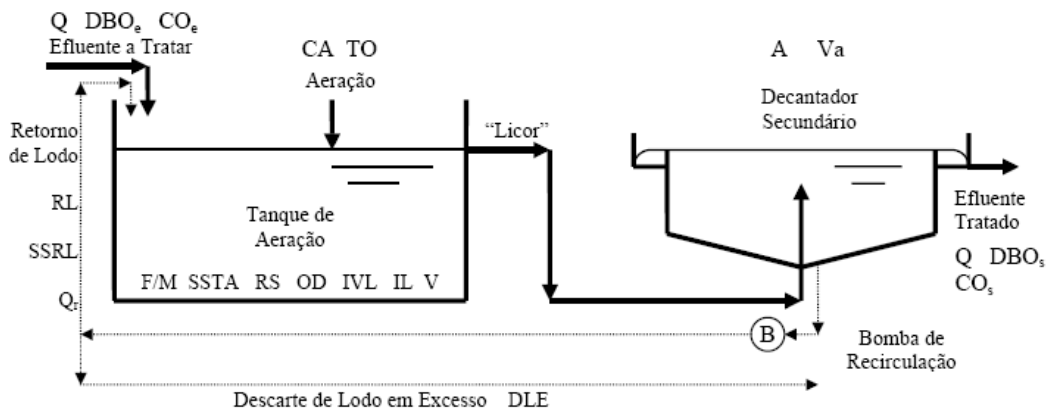 Q DBOe COe
Efluente a Tratar
CA TO
Aeração
A Va
Decantador
Secundário
Retorno
de Lodo
"Licor"
RL
SSRL
Qr
Tanque de
Aeração
F/M SSTA RS OD IVL IL V
Efluente
Tratado
Q DBOs
COs
B
Bomba de
Recirculação
Descarte de Lodo em Excesso DLE